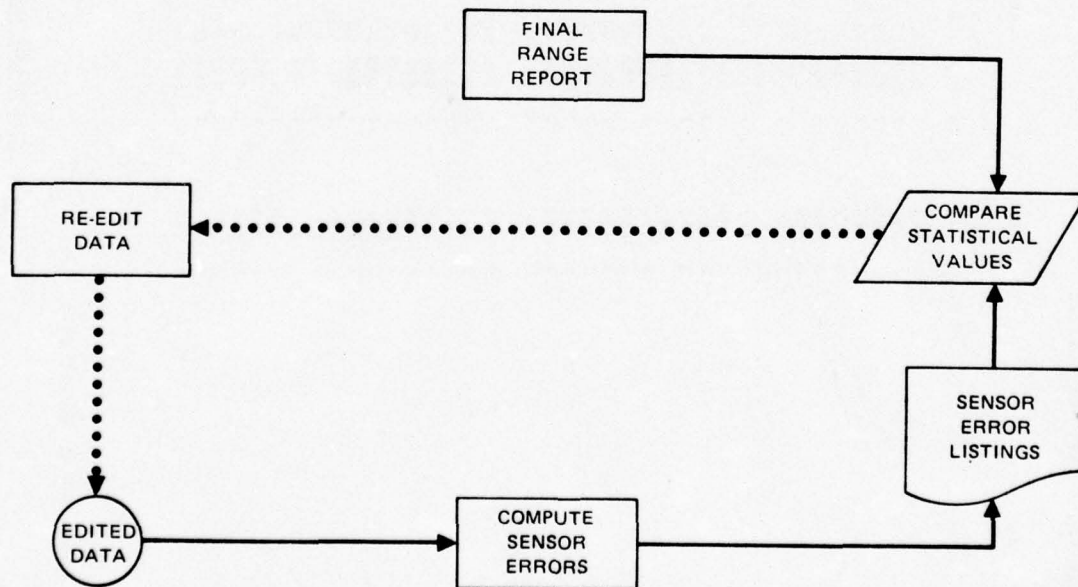 FINAL
RANGE
REPORT
RE-EDIT
DATA
COMPARE
STATISTICAL
VALUES
SENSOR
ERROR
LISTINGS
EDITED
DATA
COMPUTE
SENSOR
ERRORS